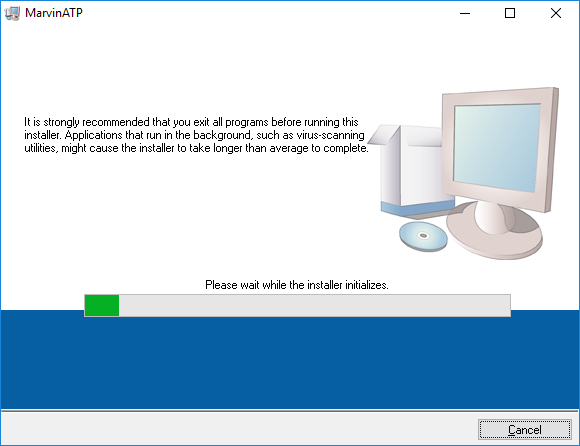 MarvinATP
It is strongly recommended that you exit all programs before running this
installer. Applications that run in the background, such as virus-scanning
utilities, might cause the installer to take longer than average to complete.
Please wait while the installer initializes.
Cancel